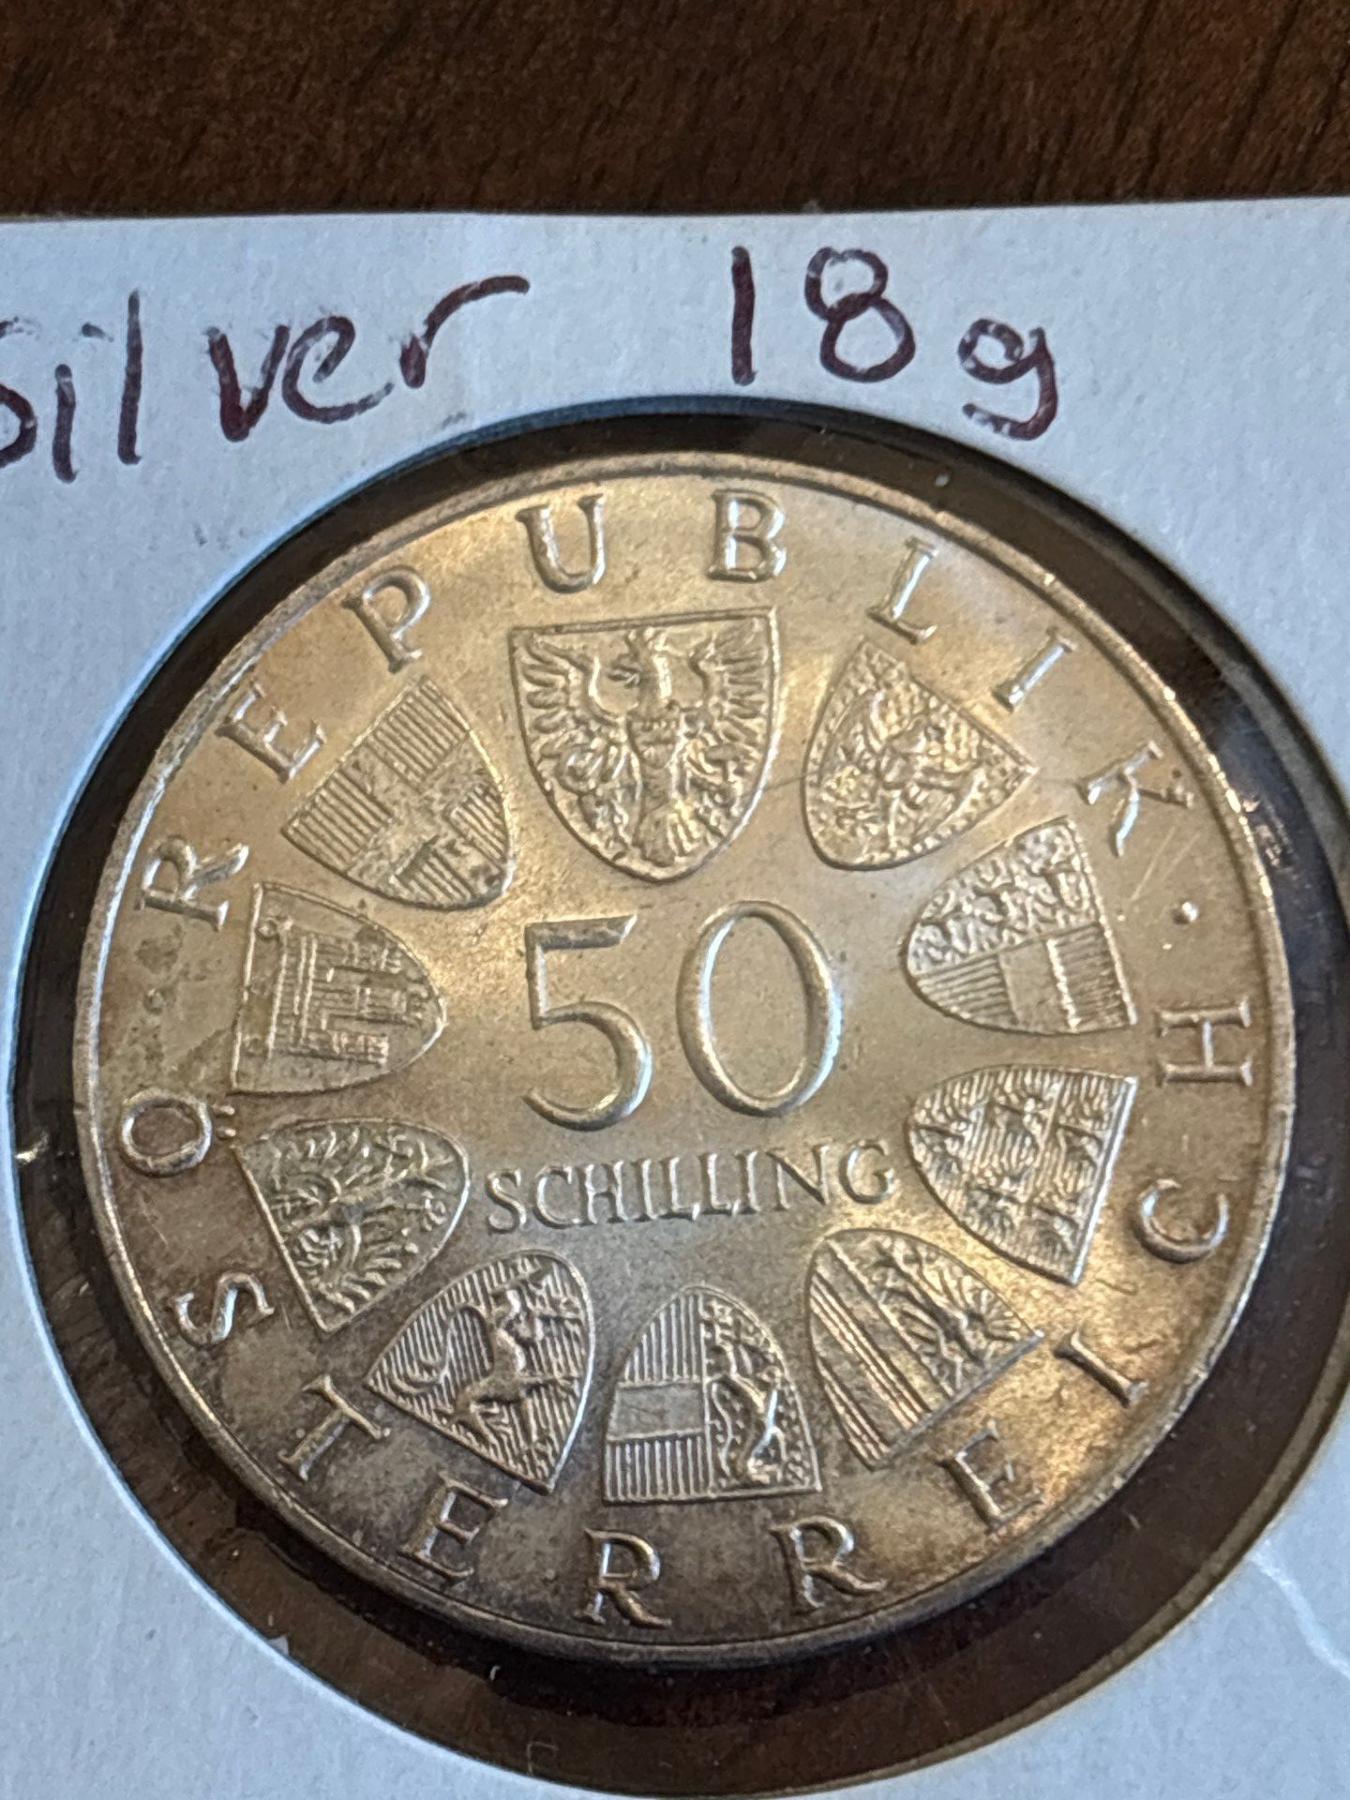 silver 18g
REPUBLIK · ÖSTERREICH
50
SCHILLING